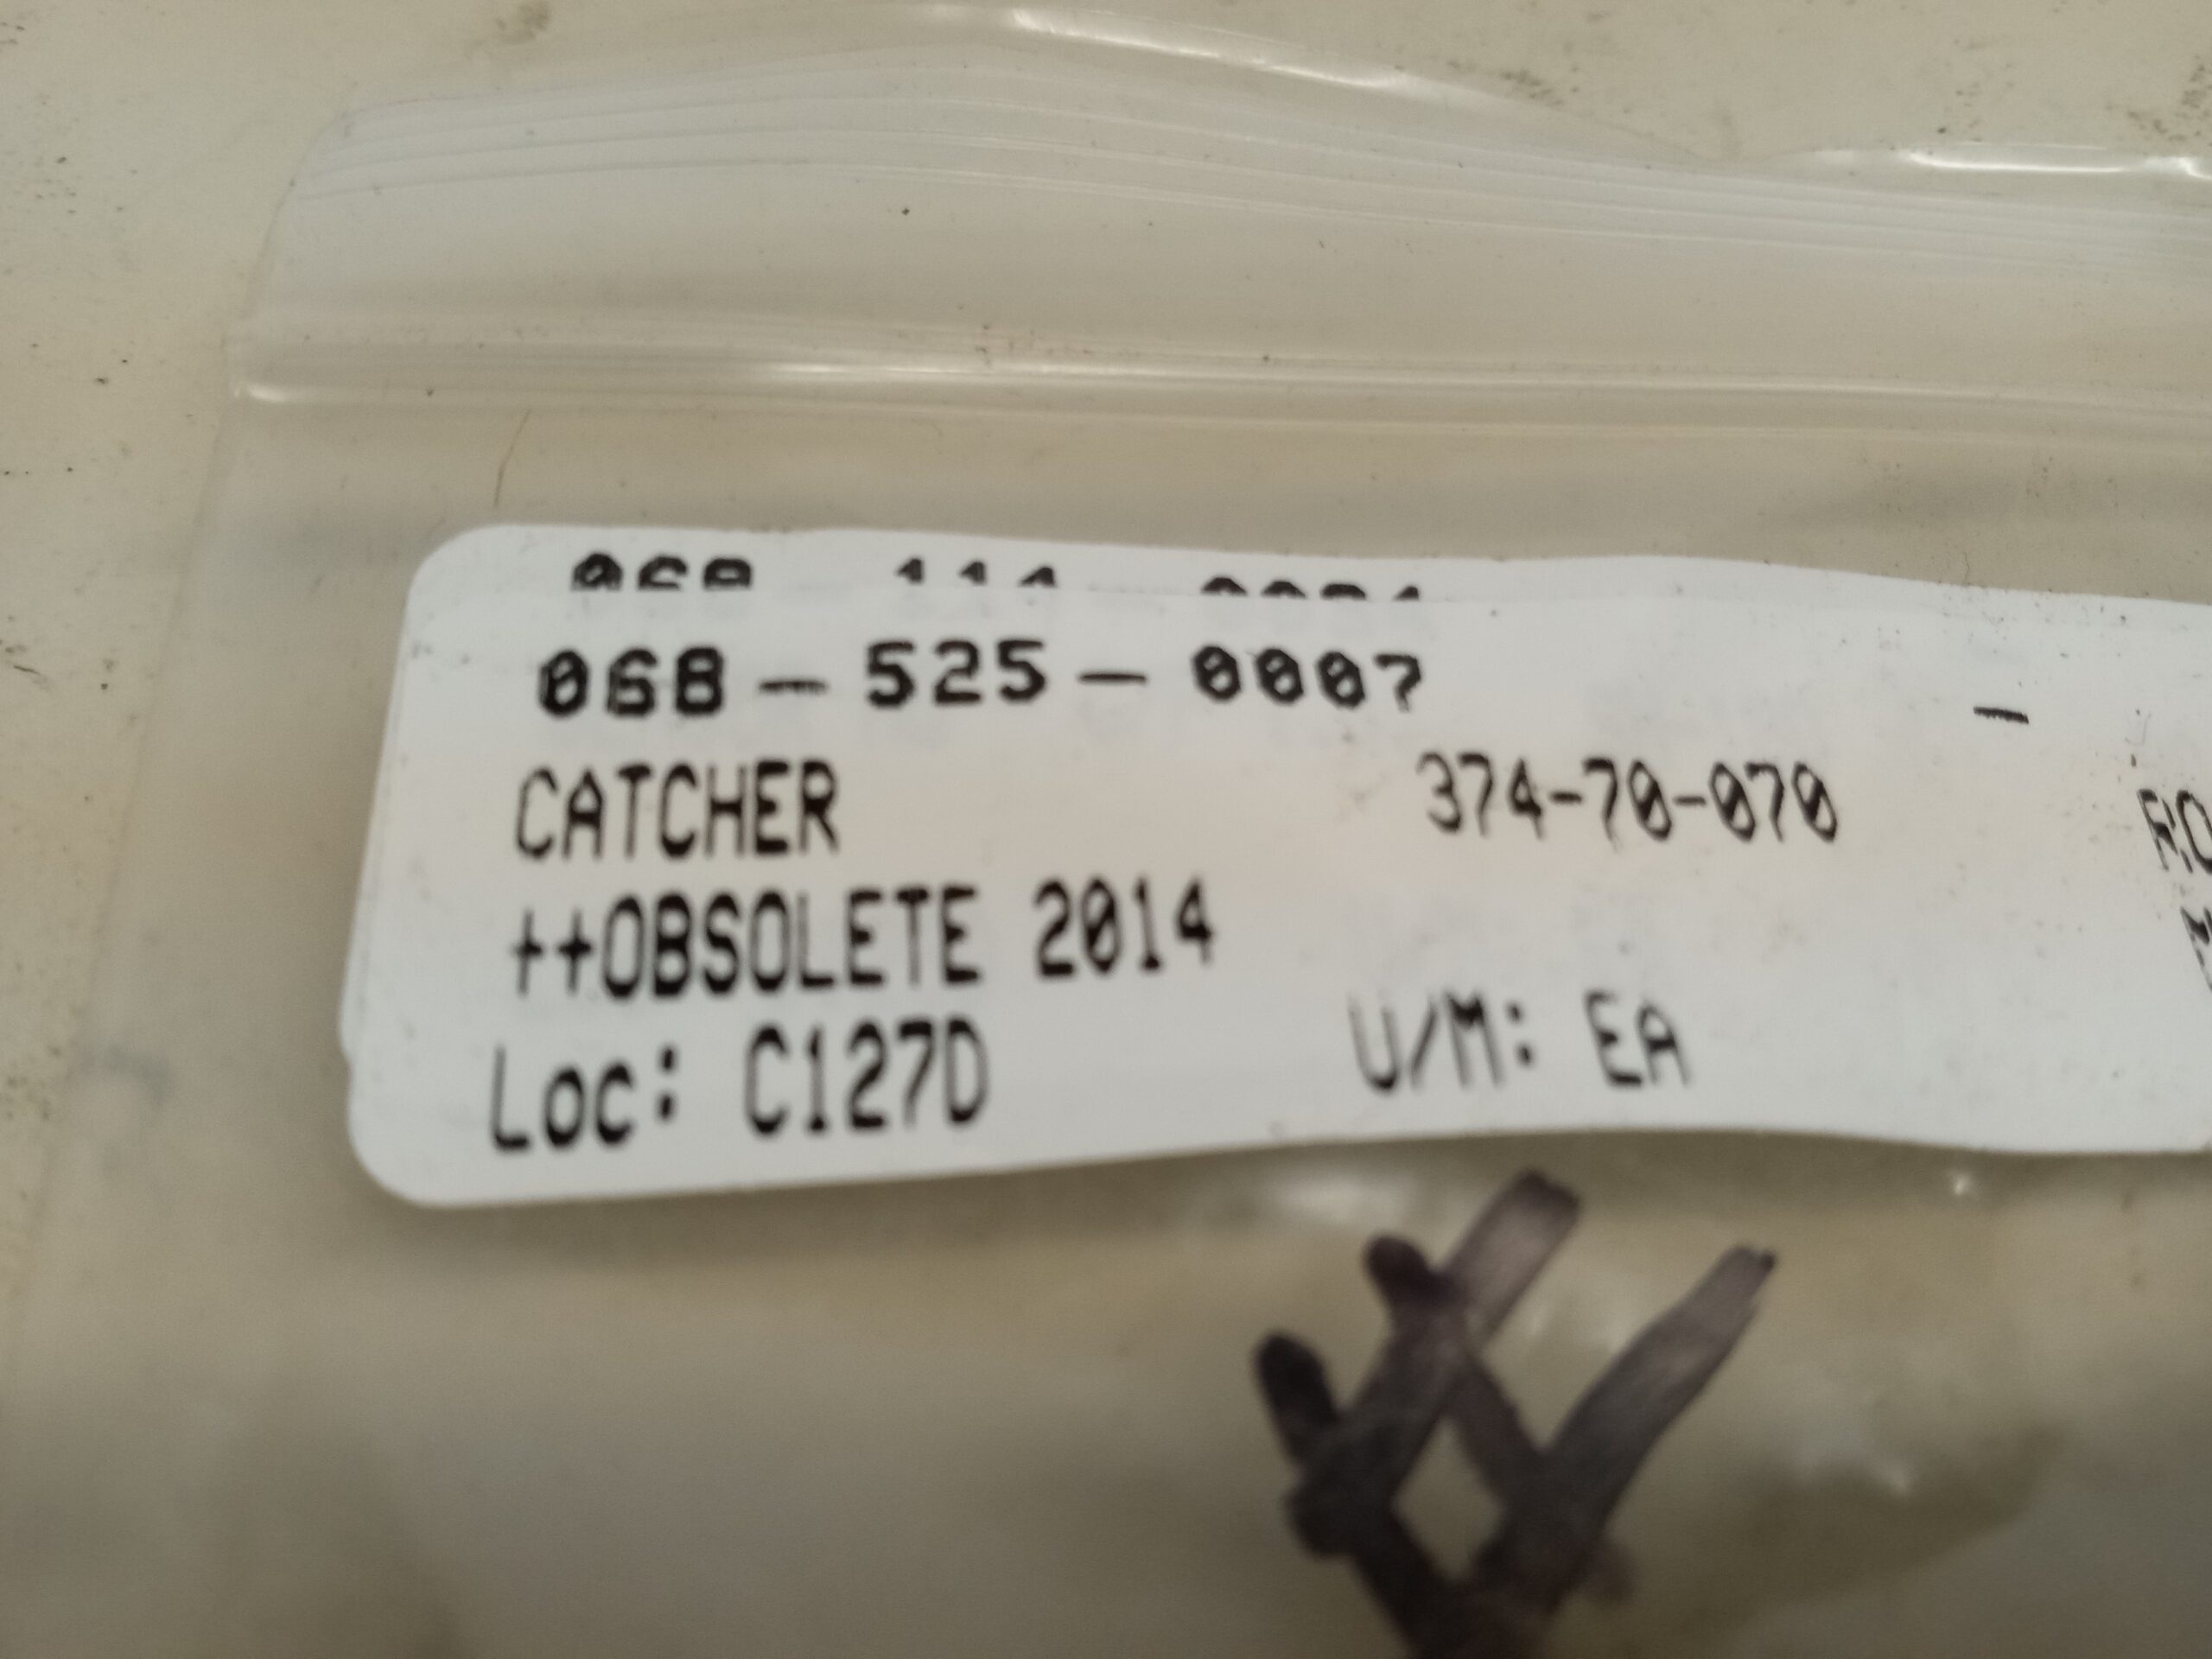 068-525-0007
CATCHER 374-70-070
++OBSOLETE 2014
Loc: C127D U/M: EA